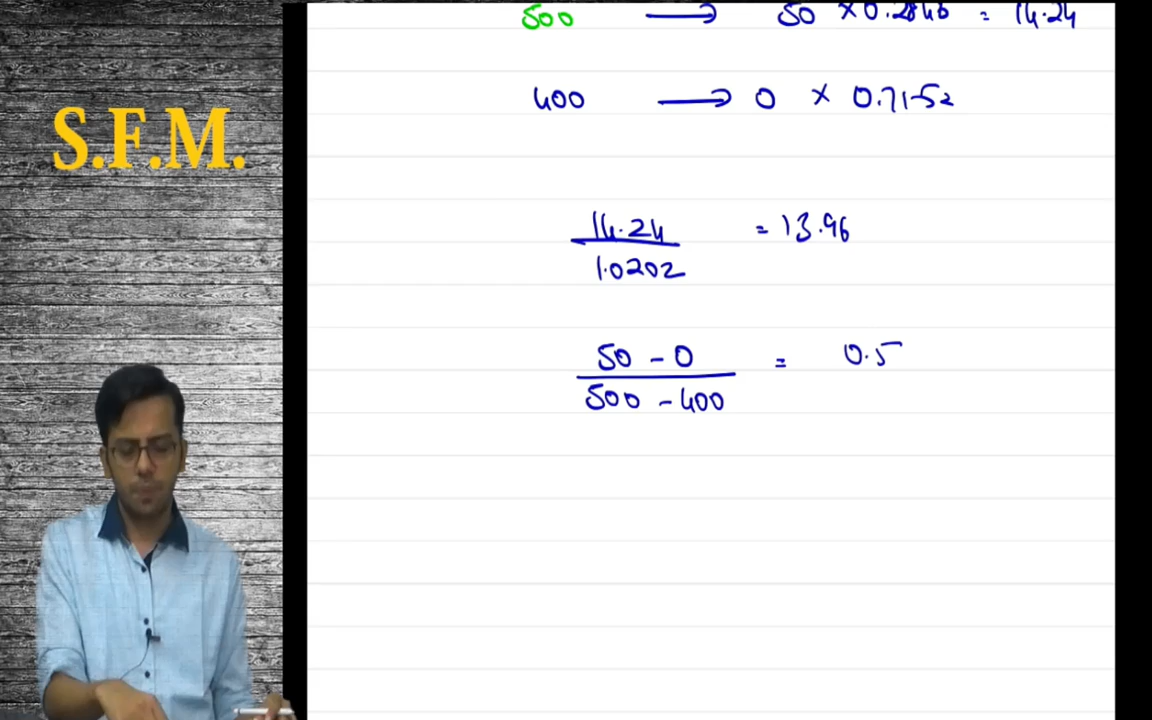 S.F.M.
500 → 50 × 0.2848 = 14.24
400 → 0 × 0.7152
14.24 / 1.0202 = 13.96
50 - 0 / 500 - 400 = 0.5